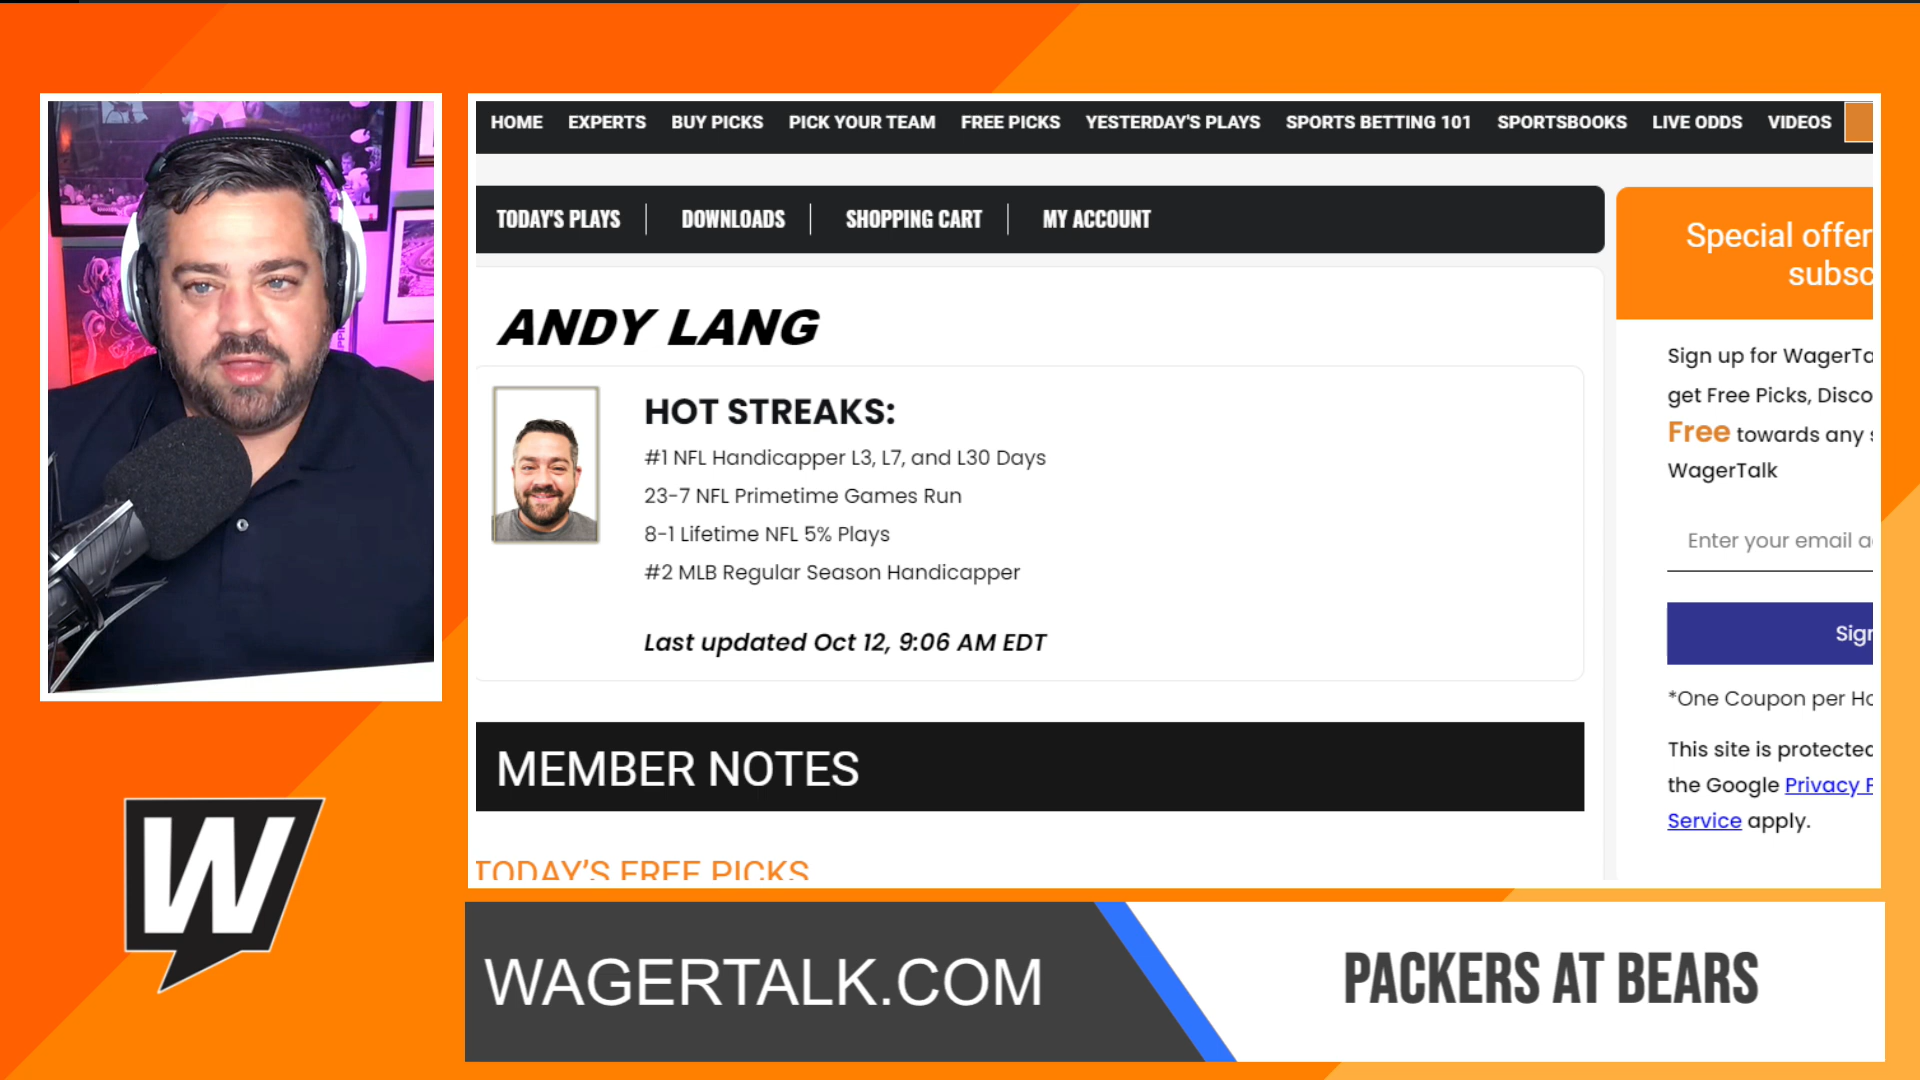 HOME EXPERTS BUY PICKS PICK YOUR TEAM FREE PICKS YESTERDAY'S PLAYS SPORTS BETTING 101 SPORTSBOOKS LIVE ODDS VIDEOS
TODAY'S PLAYS DOWNLOADS SHOPPING CART MY ACCOUNT
ANDY LANG
HOT STREAKS:
#1 NFL Handicapper L3, L7, and L30 Days
23-7 NFL Primetime Games Run
8-1 Lifetime NFL 5% Plays
#2 MLB Regular Season Handicapper
Last updated Oct 12, 9:06 AM EDT
MEMBER NOTES
TODAY'S FREE PICKS
Special offer
subsc
Sign up for WagerTa
get Free Picks, Disco
Free towards any
WagerTalk
Enter your email a
Sign
*One Coupon per Ho
This site is protected
the Google Privacy P
Service apply.
W
WAGERTALK.COM
PACKERS AT BEARS